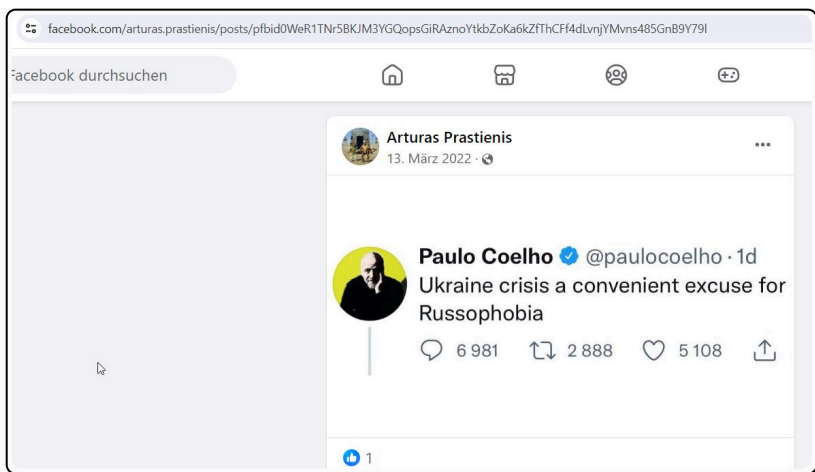 facebook.com/arturas.prastienis/posts/pfbid0WeR1TNr5BKJM3YGQopsGiRAznoYtkbZoKa6kZfThCFf4dLvnjYMvns485GnB9Y79l
Facebook durchsuchen
Arturas Prastienis
13. März 2022 ·
Paulo Coelho @paulocoelho · 1d
Ukraine crisis a convenient excuse for
Russophobia
6 981 2 888 5 108
1